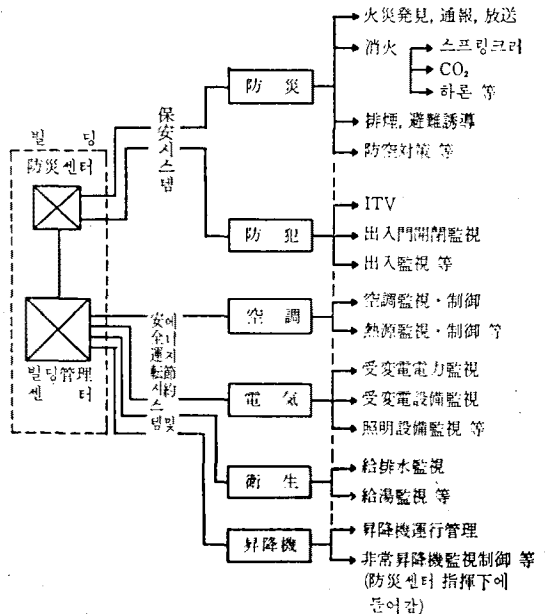 火災発見, 通報, 放送
消火
스프링크러
CO₂
하론 等
防 災
排煙, 避難誘導
防空対策 等
保安시스템
빌 딩
防災센터
ITV
防 犯
出入門開閉監視
出入監視 等
空 調
空調監視・制御
熱源監視・制御 等
에너지節約및
安全運転시스템
빌딩管理
센 터
受変電電力監視
電 気
受変電設備監視
照明設備監視 等
給排水監視
衛 生
給湯監視 等
昇降機運行管理
昇降機
非常昇降機監視制御 等
(防災센터 指揮下에
들어감)